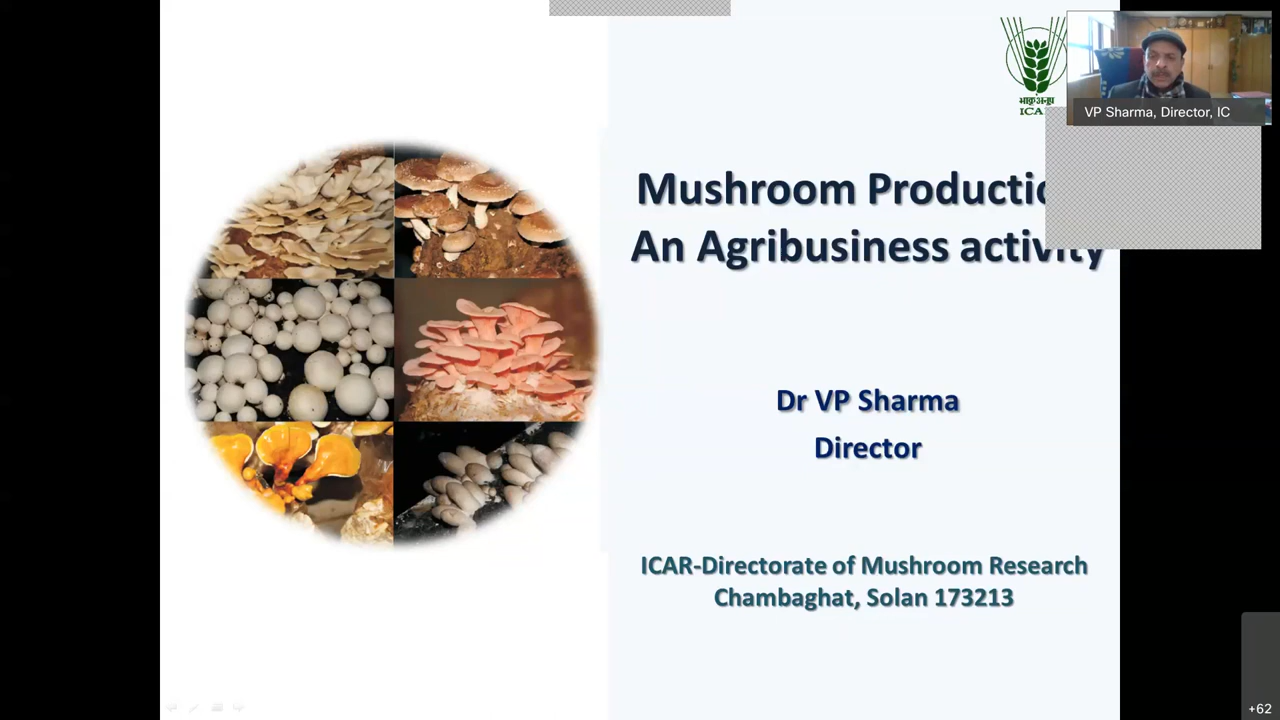 भाकृअनुप
ICA
VP Sharma, Director, IC
Mushroom Productio
An Agribusiness activity
Dr VP Sharma
Director
ICAR-Directorate of Mushroom Research
Chambaghat, Solan 173213
+62